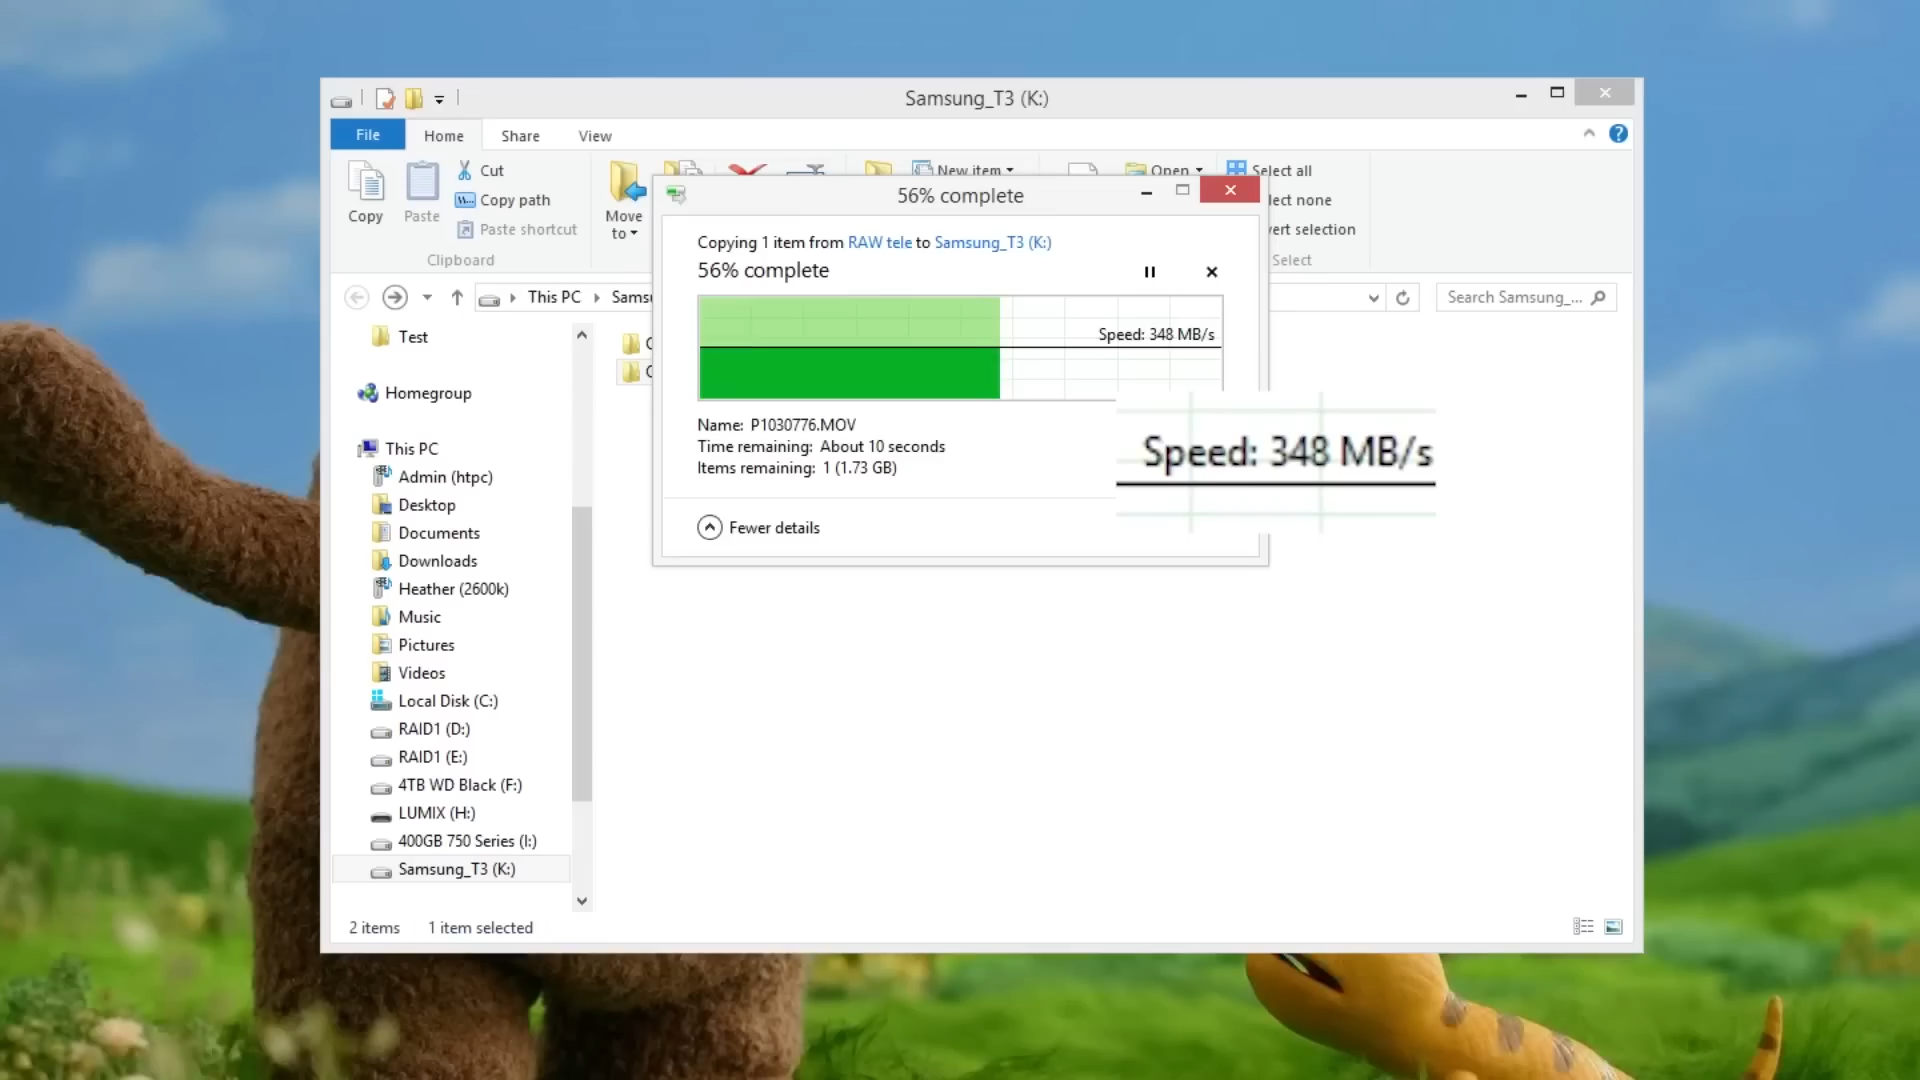 Samsung_T3 (K:)
File Home Share View
Copy
Paste
Cut
Copy path
Paste shortcut
Clipboard
Move to
New item
Open
Select all
Select
56% complete
Copying 1 item from RAW tele to Samsung_T3 (K:)
56% complete
Speed: 348 MB/s
Name: P1030776.MOV
Time remaining: About 10 seconds
Items remaining: 1 (1.73 GB)
Fewer details
Speed: 348 MB/s
This PC
Search Samsung_...
Test
Homegroup
This PC
Admin (htpc)
Desktop
Documents
Downloads
Heather (2600k)
Music
Pictures
Videos
Local Disk (C:)
RAID1 (D:)
RAID1 (E:)
4TB WD Black (F:)
LUMIX (H:)
400GB 750 Series (I:)
Samsung_T3 (K:)
2 items 1 item selected